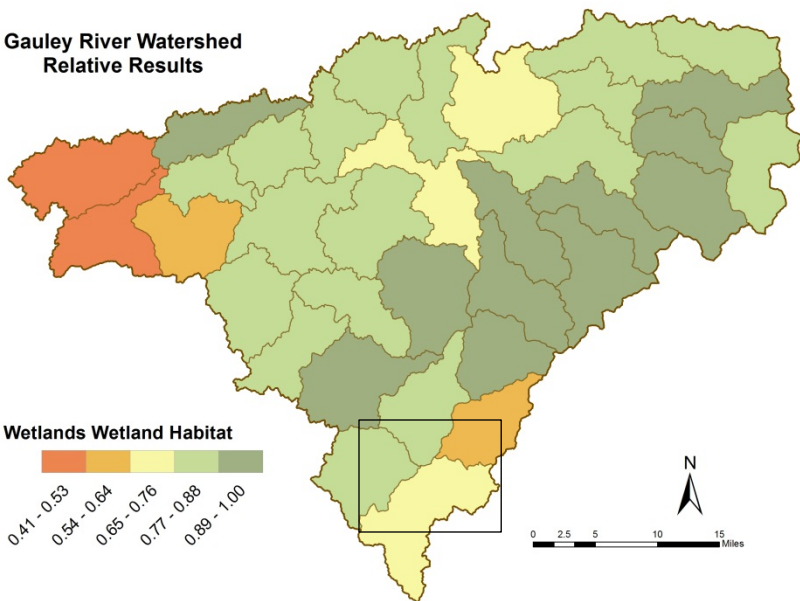 Gauley River Watershed
Relative Results
Wetlands Wetland Habitat
0.41 - 0.53
0.54 - 0.64
0.65 - 0.76
0.77 - 0.88
0.89 - 1.00
N
0 2.5 5 10 15
Miles